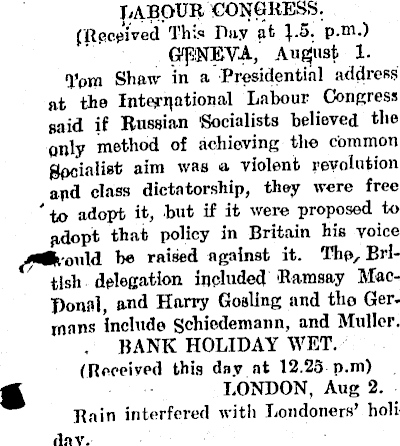 LABOUR CONGRESS.
(Received This Day at 1.5. p.m.)
GENEVA, August 1.
Tom Shaw in a Presidential address
at the International Labour Congress
said if Russian Socialists believed the
only method of achieving the common
Socialist aim was a violent revolution
and class dictatorship, they were free
to adopt it, but if it were proposed to
adopt that policy in Britain his voice
would be raised against it. The, Bri-
tish delegation included Ramsay Mac-
Donal, and Harry Gosling and the Ger-
mans include Schiedemann, and Muller.
BANK HOLIDAY WET.
(Received this day at 12.25 p.m)
LONDON, Aug 2.
Rain interfered with Londoners' holi-
day.